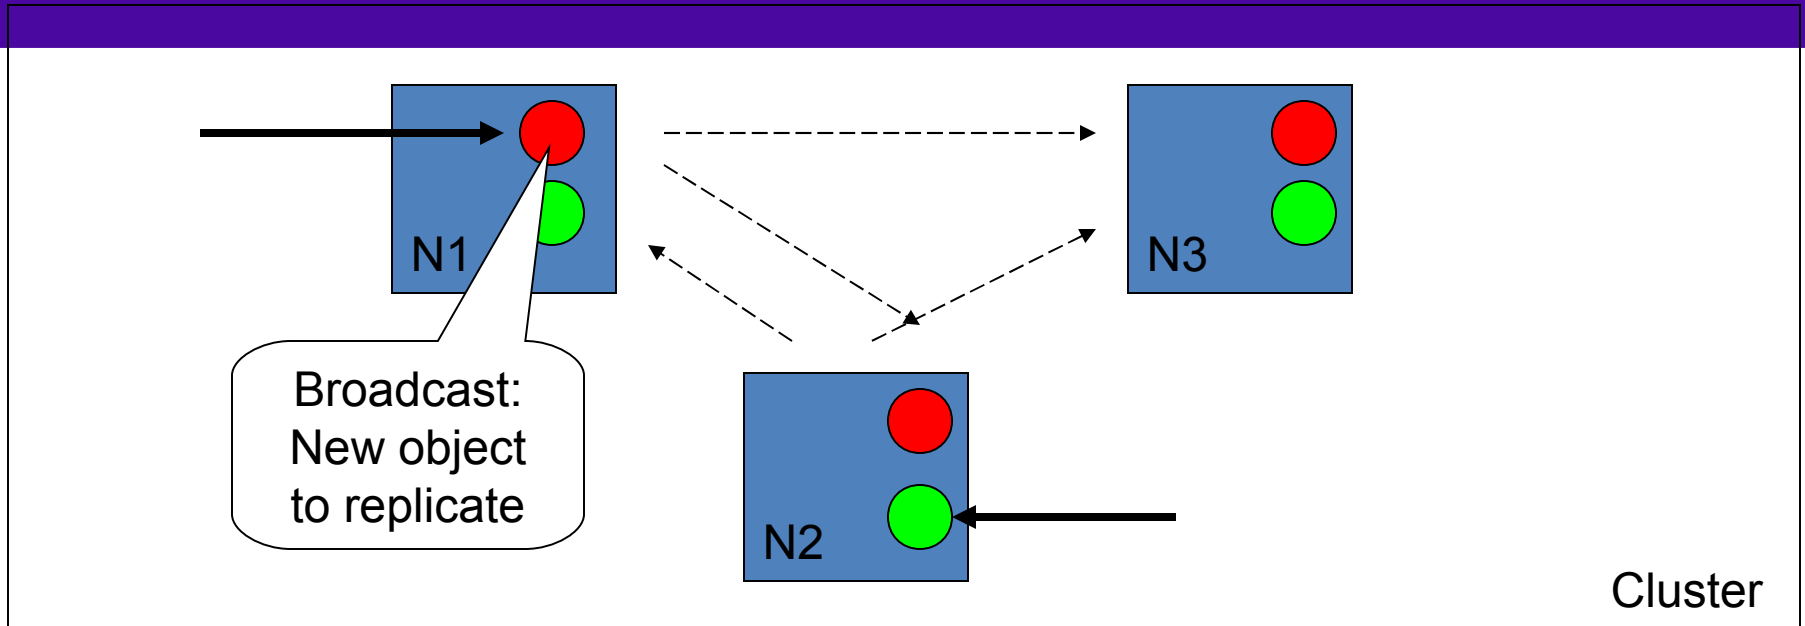 N1
N3
Broadcast:
New object
to replicate
N2
Cluster